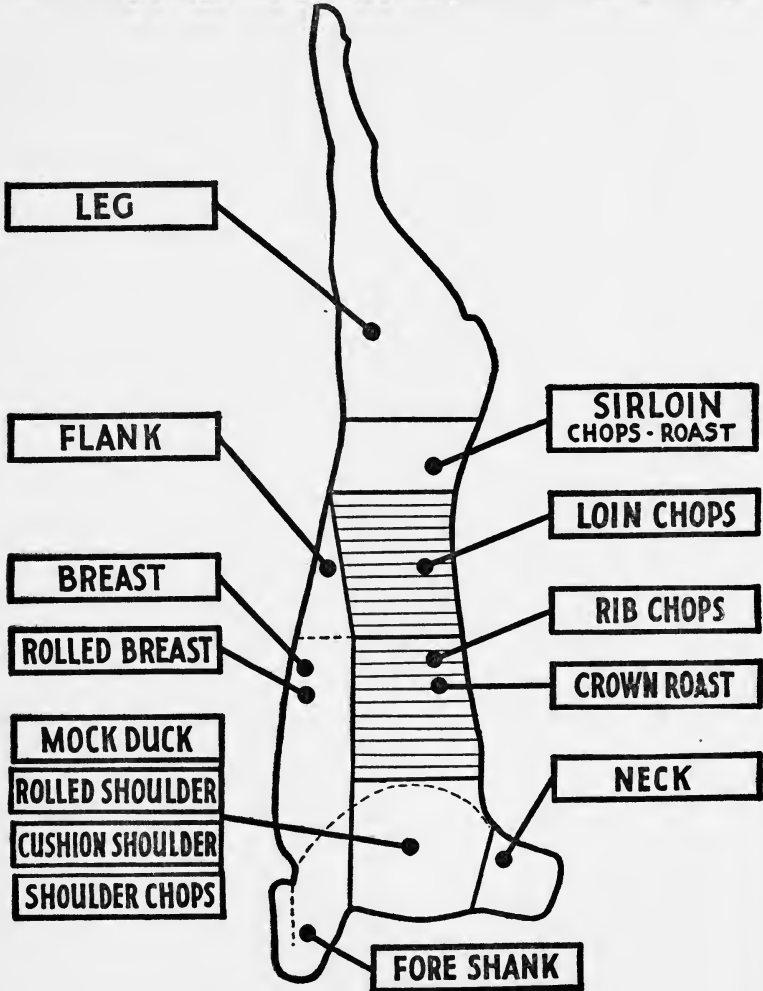 LEG
FLANK
BREAST
ROLLED BREAST
MOCK DUCK
ROLLED SHOULDER
CUSHION SHOULDER
SHOULDER CHOPS
SIRLOIN
CHOPS - ROAST
LOIN CHOPS
RIB CHOPS
CROWN ROAST
NECK
FORE SHANK